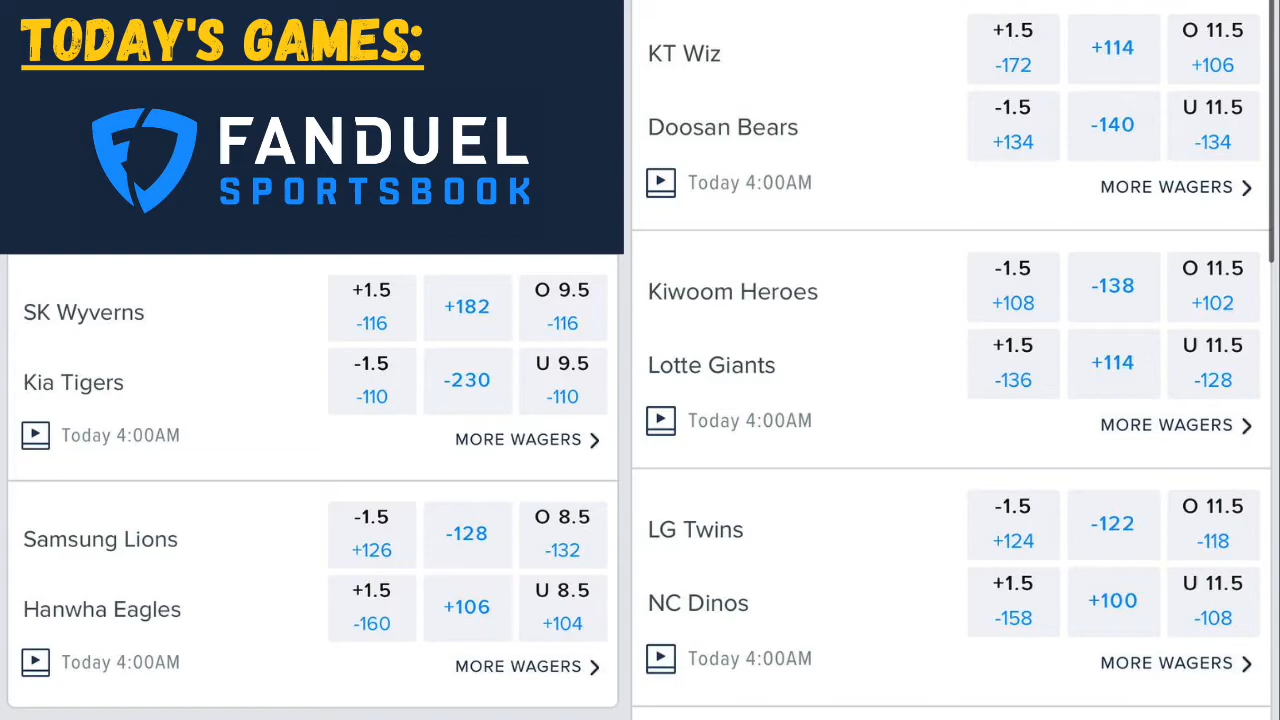 TODAY'S GAMES:
FANDUEL
SPORTSBOOK
SK Wyverns +1.5 -116 +182 O 9.5 -116
Kia Tigers -1.5 -110 -230 U 9.5 -110
Today 4:00AM MORE WAGERS
Samsung Lions -1.5 +126 -128 O 8.5 -132
Hanwha Eagles +1.5 -160 +106 U 8.5 +104
Today 4:00AM MORE WAGERS
KT Wiz +1.5 -172 +114 O 11.5 +106
Doosan Bears -1.5 +134 -140 U 11.5 -134
Today 4:00AM MORE WAGERS
Kiwoom Heroes -1.5 +108 -138 O 11.5 +102
Lotte Giants +1.5 -136 +114 U 11.5 -128
Today 4:00AM MORE WAGERS
LG Twins -1.5 +124 -122 O 11.5 -118
NC Dinos +1.5 -158 +100 U 11.5 -108
Today 4:00AM MORE WAGERS